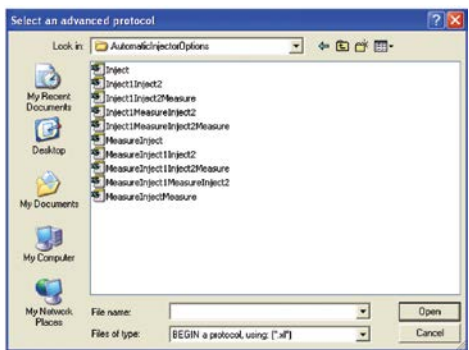 Select an advanced protocol
Look in: AutomaticInjectorOptions
My Recent
Documents
Desktop
My Documents
My Computer
My Network
Places
Inject
Inject1Inject2
Inject1Inject2Measure
Inject1MeasureInject2
Inject1MeasureInject2Measure
MeasureInject
MeasureInject1Inject2
MeasureInject1Inject2Measure
MeasureInject1MeasureInject2
MeasureInjectMeasure
File name:
Open
Files of type: BEGIN a protocol, using: (*.xlf*)
Cancel